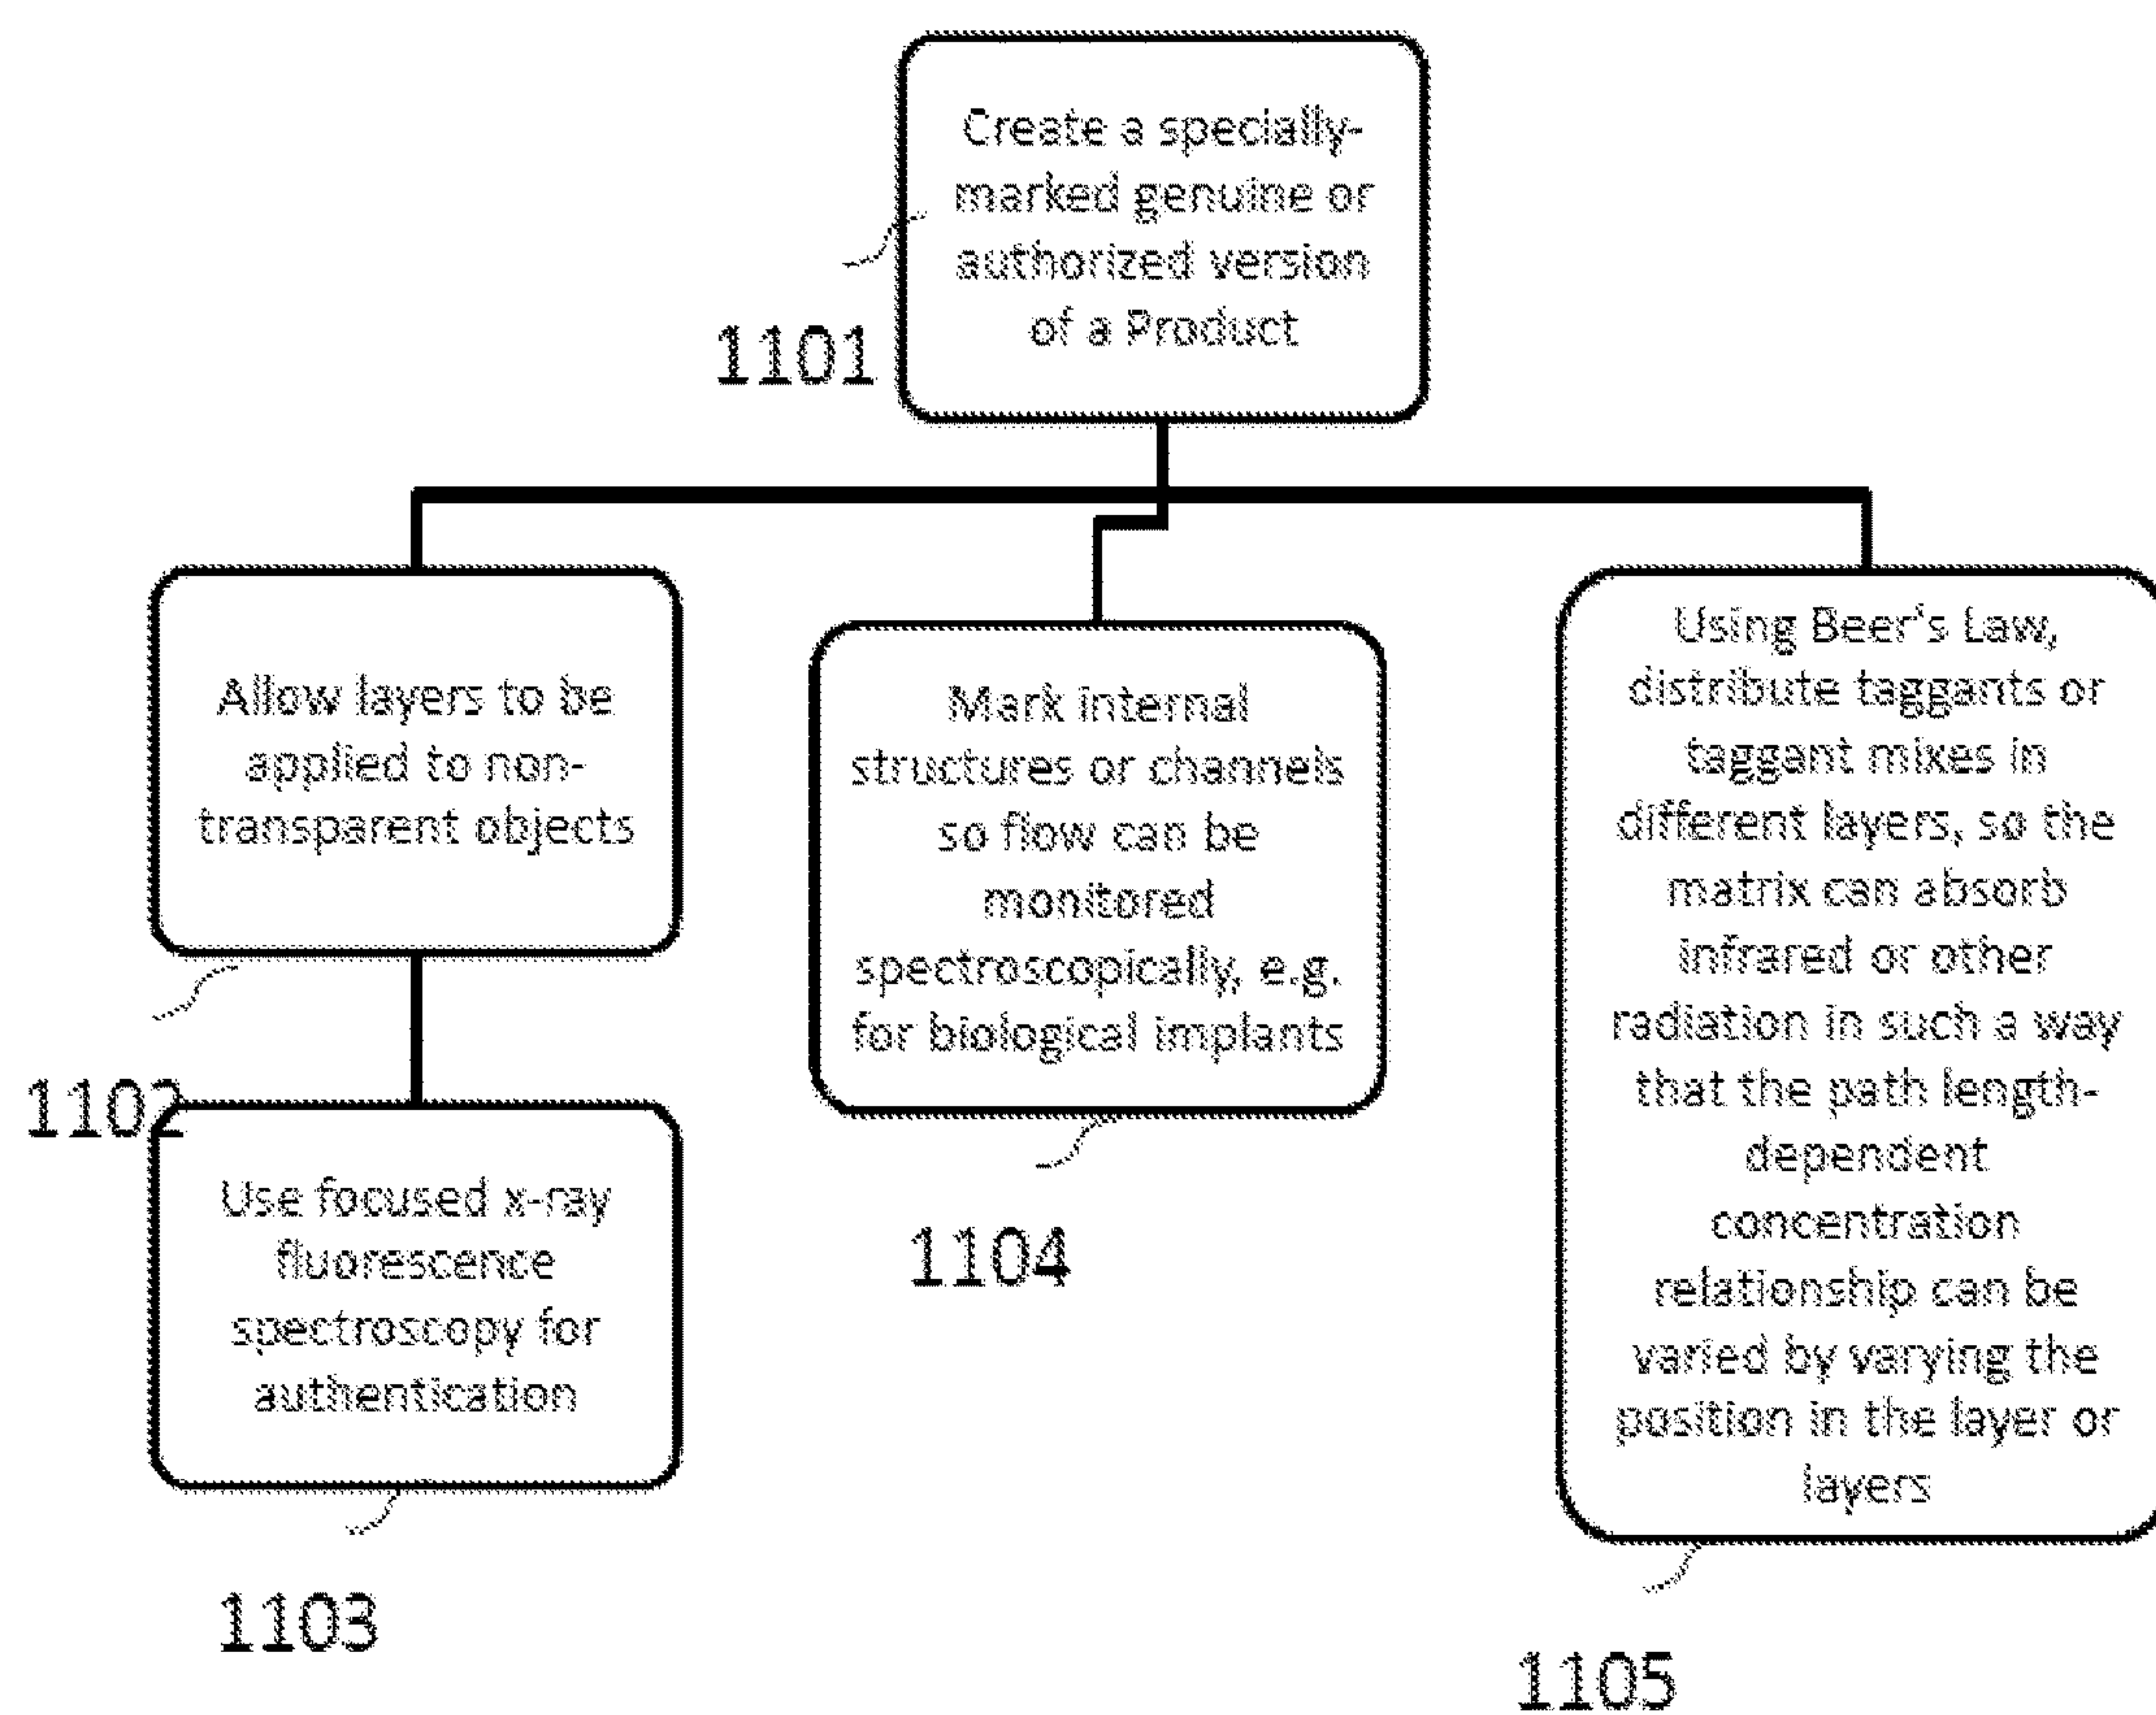 Create a specially-
marked genuine or
authorized version
of a Product
1101
Allow layers to be
applied to non-
transparent objects
1102
Use focused x-ray
fluorescence
spectroscopy for
authentication
1103
Mark internal
structures or channels
so flow can be
monitored
spectroscopically, e.g.
for biological implants
1104
Using Beer's Law,
distribute taggants or
taggant mixes in
different layers, so the
matrix can absorb
infrared or other
radiation in such a way
that the path length-
dependent
concentration
relationship can be
varied by varying the
position in the layer or
layers
1105